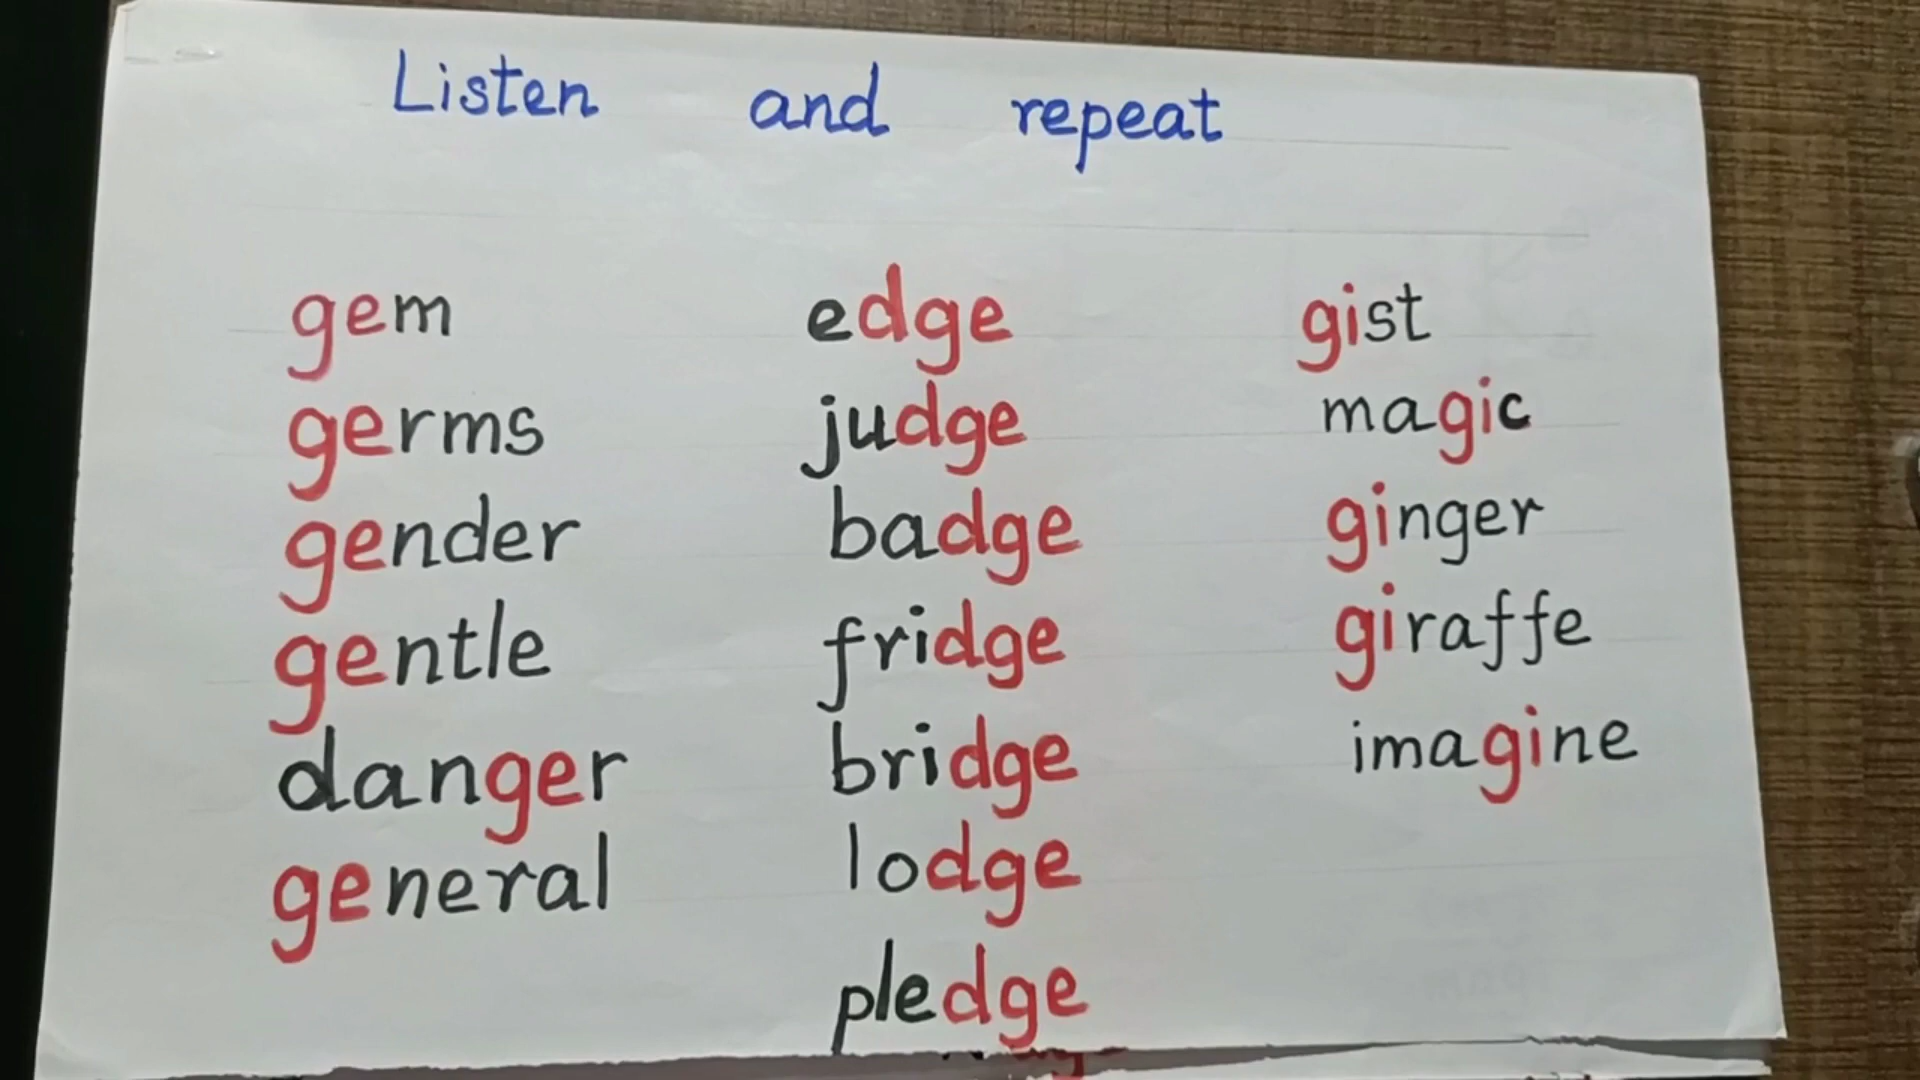 Listen and repeat
gem edge gist
germs judge magic
gender badge ginger
gentle fridge giraffe
danger bridge imagine
general lodge
pledge